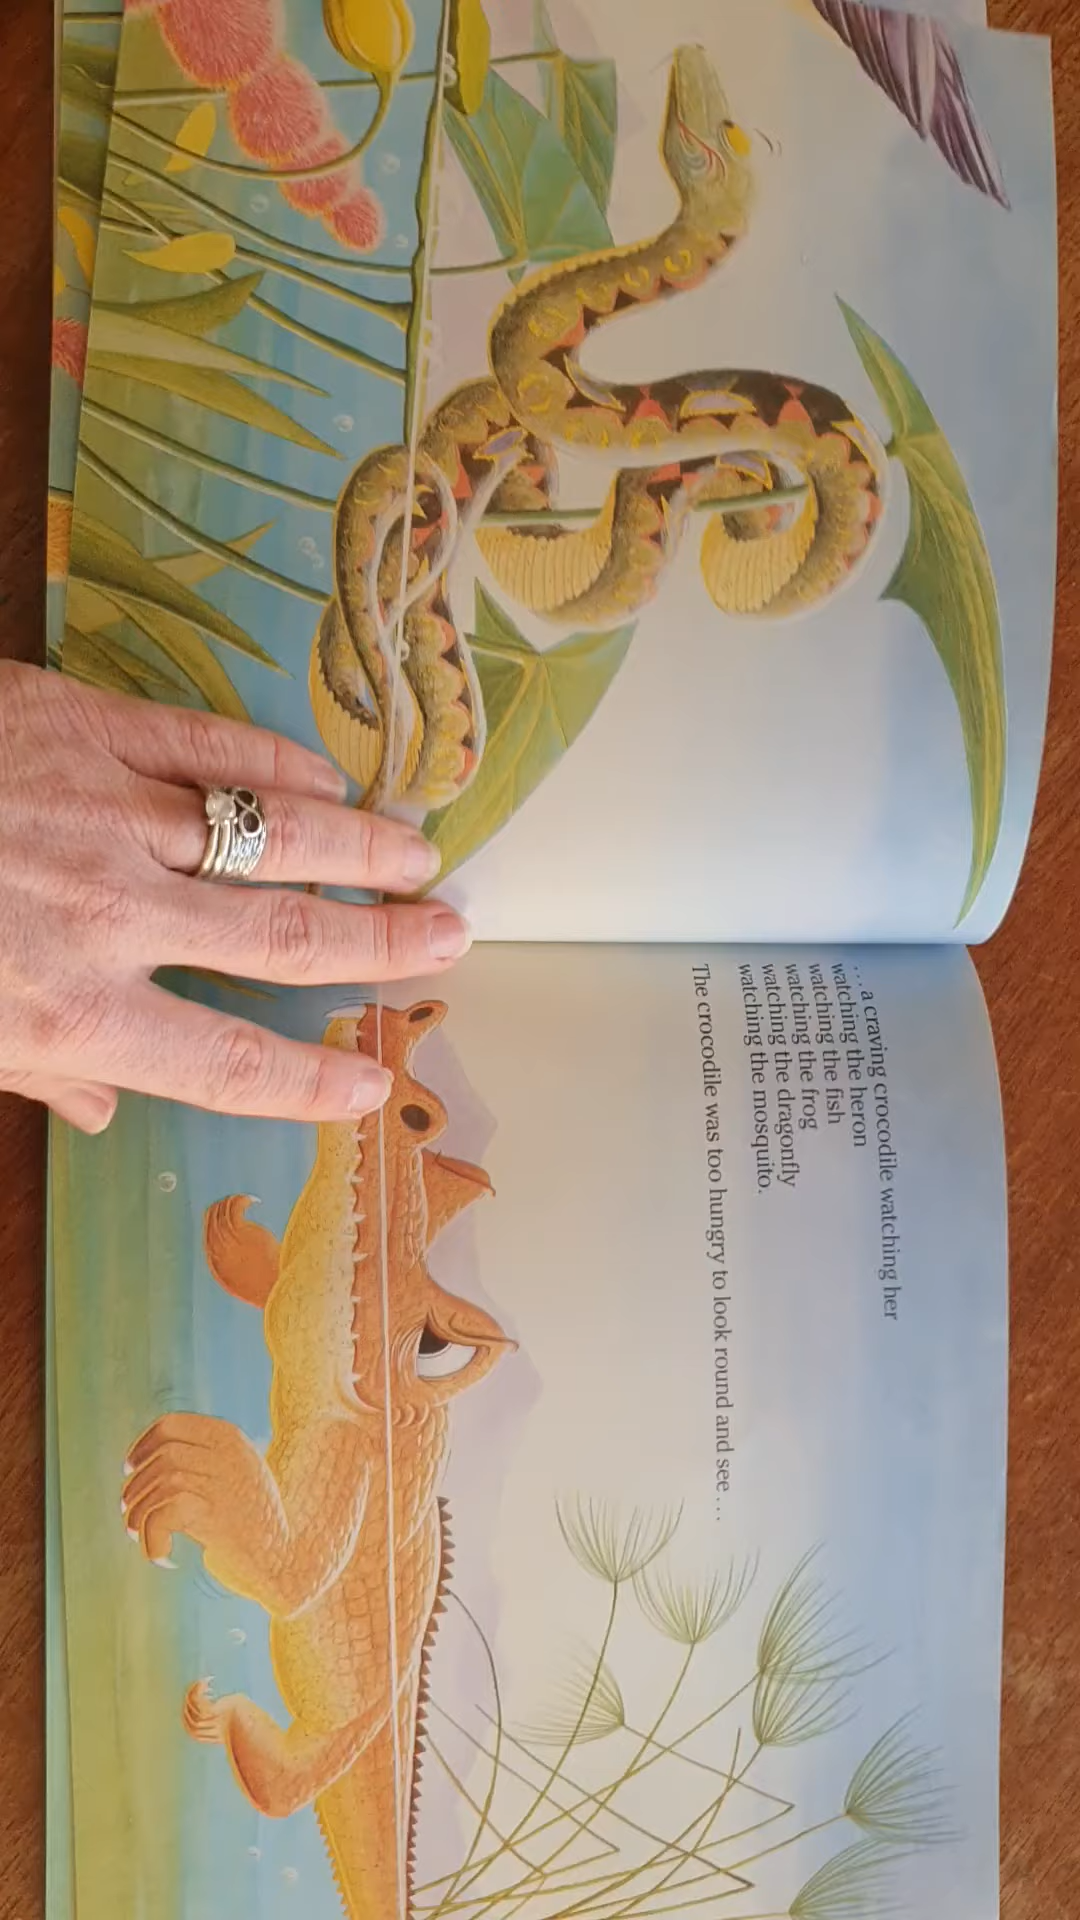 ... a craving crocodile watching her
watching the heron
watching the fish
watching the frog
watching the dragonfly
watching the mosquito.
The crocodile was too hungry to look round and see ...